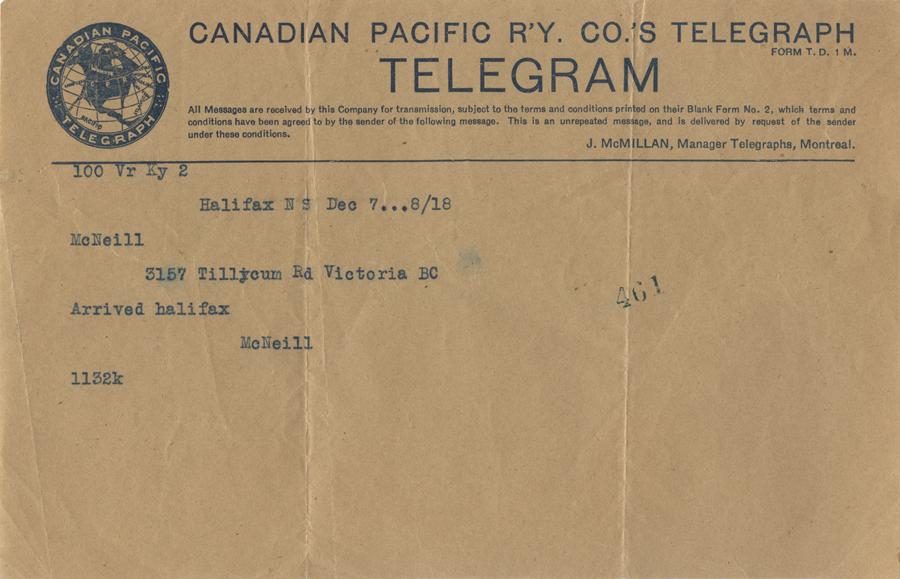 CANADIAN PACIFIC R'Y. CO.'S TELEGRAPH
FORM T. D. 1 M.
TELEGRAM
CANADIAN PACIFIC
PACIFIC
TELEGRAPH
All Messages are received by this Company for transmission, subject to the terms and conditions printed on their Blank Form No. 2, which terms and
conditions have been agreed to by the sender of the following message. This is an unrepeated message, and is delivered by request of the sender
under these conditions.
J. McMILLAN, Manager Telegraphs, Montreal.
100 Vr Ky 2
Halifax N S Dec 7...8/18
McNeill
3157 Tillycum Rd Victoria BC
461
Arrived halifax
McNeill
1132k